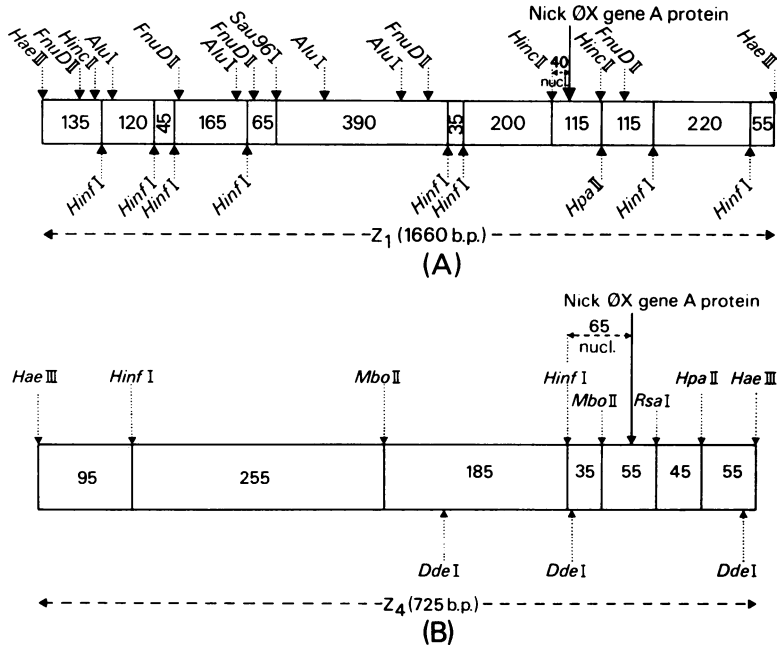 Nick ØX gene A protein
HaeIII
FnuDII
HincII
AluI
FnuDII
AluI
FnuDII
Sau96I
AluI
AluI
FnuDII
HincII
40
nucl.
HincII
FnuDII
HaeIII
135 120 45 165 65 390 35 200 115 115 220 55
HinfI
HinfI
HinfI
HinfI
HinfI
HinfI
HpaII
HinfI
HinfI
Z1 (1660 b.p.)
(A)
Nick ØX gene A protein
65
nucl.
HaeIII
HinfI
MboII
HinfI
MboII
RsaI
HpaII
HaeIII
95 255 185 35 55 45 55
DdeI
DdeI
DdeI
Z4 (725 b.p.)
(B)